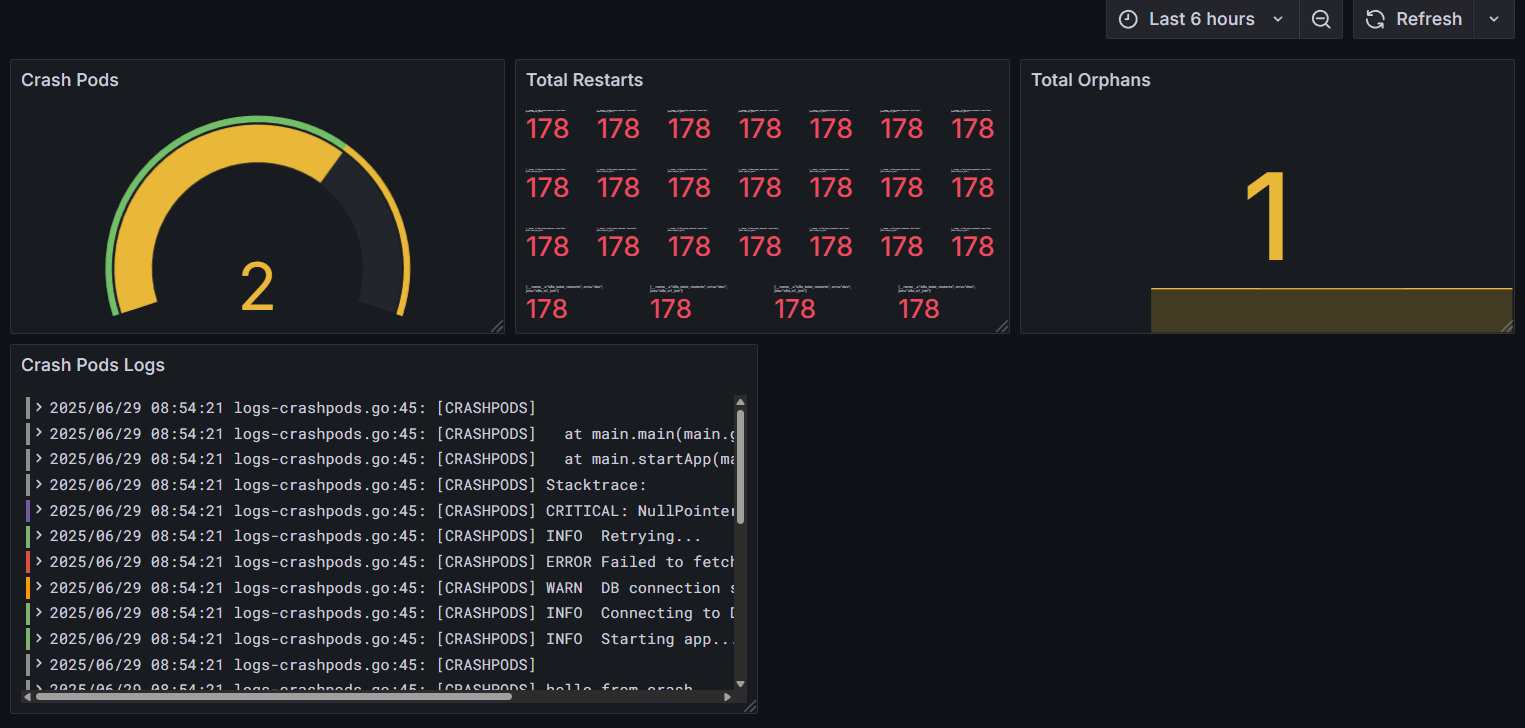 Last 6 hours
Refresh
Crash Pods
2
Total Restarts
178 178 178 178 178 178 178
178 178 178 178 178 178 178
178 178 178 178 178 178 178
178 178 178 178
Total Orphans
1
Crash Pods Logs
2025/06/29 08:54:21 logs-crashpods.go:45: [CRASHPODS]
2025/06/29 08:54:21 logs-crashpods.go:45: [CRASHPODS] at main.main(main.g
2025/06/29 08:54:21 logs-crashpods.go:45: [CRASHPODS] at main.startApp(ma
2025/06/29 08:54:21 logs-crashpods.go:45: [CRASHPODS] Stacktrace:
2025/06/29 08:54:21 logs-crashpods.go:45: [CRASHPODS] CRITICAL: NullPointer
2025/06/29 08:54:21 logs-crashpods.go:45: [CRASHPODS] INFO Retrying...
2025/06/29 08:54:21 logs-crashpods.go:45: [CRASHPODS] ERROR Failed to fetch
2025/06/29 08:54:21 logs-crashpods.go:45: [CRASHPODS] WARN DB connection s
2025/06/29 08:54:21 logs-crashpods.go:45: [CRASHPODS] INFO Connecting to D
2025/06/29 08:54:21 logs-crashpods.go:45: [CRASHPODS] INFO Starting app...
2025/06/29 08:54:21 logs-crashpods.go:45: [CRASHPODS]
2025/06/29 08:54:21 logs-crashpods.go:45: [CRASHPODS] hello from crash